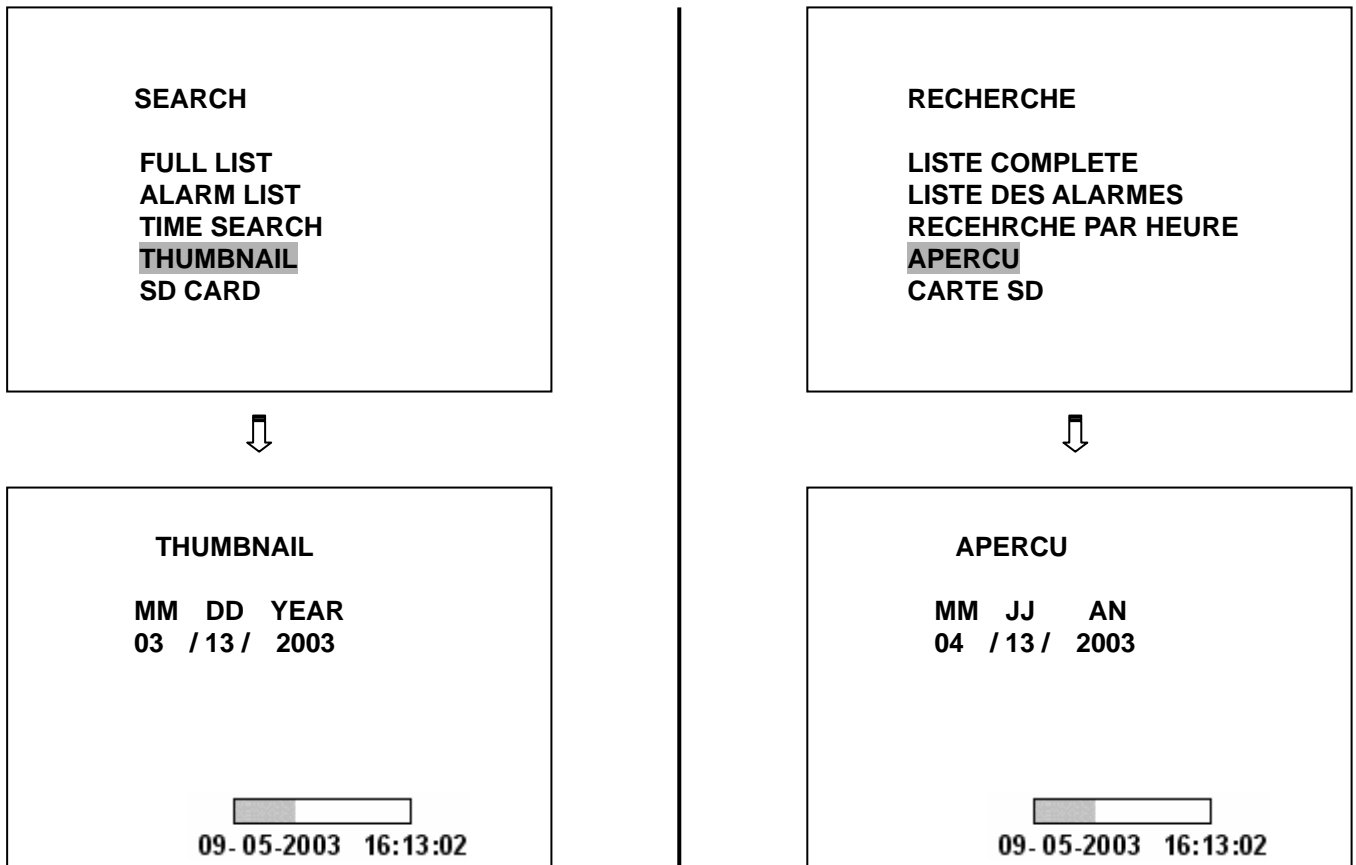 SEARCH
FULL LIST
ALARM LIST
TIME SEARCH
THUMBNAIL
SD CARD
THUMBNAIL
MM DD YEAR
03 / 13 / 2003
09-05-2003 16:13:02
RECHERCHE
LISTE COMPLETE
LISTE DES ALARMES
RECEHRCHE PAR HEURE
APERCU
CARTE SD
APERCU
MM JJ AN
04 / 13 / 2003
09-05-2003 16:13:02